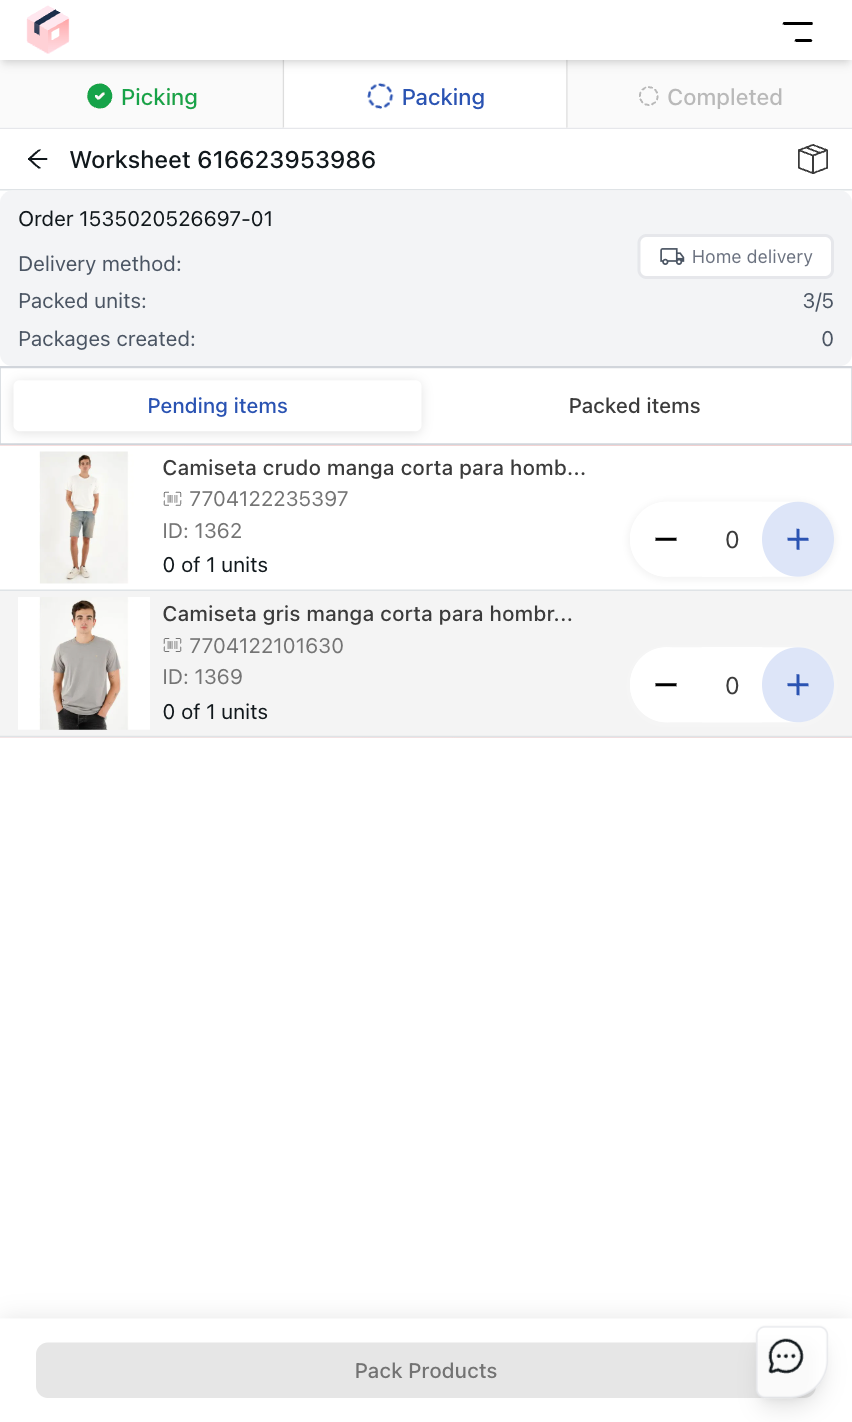 Picking
Packing
Completed
Worksheet 616623953986
Order 1535020526697-01
Delivery method:
Home delivery
Packed units:
3/5
Packages created:
0
Pending items
Packed items
Camiseta crudo manga corta para homb...
7704122235397
ID: 1362
0 of 1 units
0
Camiseta gris manga corta para hombr...
7704122101630
ID: 1369
0 of 1 units
0
Pack Products